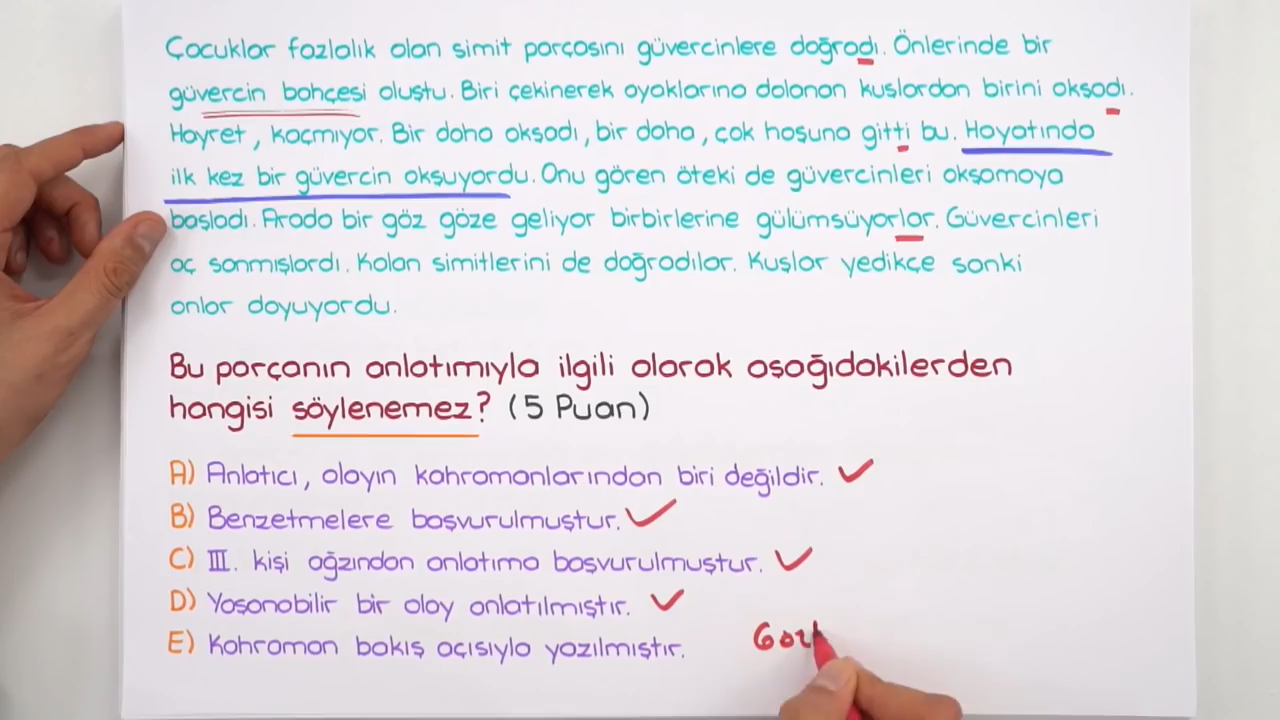 Çocuklar fazlalık olan simit parçasını güvercinlere doğradı. Önlerinde bir
güvercin bahçesi oluştu. Biri çekinerek ayaklarına dolanan kuşlardan birini okşadı.
Hayret, kaçmıyor. Bir daha okşadı, bir daha, çok hoşuna gitti bu. Hayatında
ilk kez bir güvercin okşuyordu. Onu gören öteki de güvercinleri okşamaya
başladı. Arada bir göz göze geliyor birbirlerine gülümsüyorlar. Güvercinleri
aç sanmışlardı. Kalan simitlerini de doğradılar. Kuşlar yedikçe sanki
onlar doyuyordu.
Bu parçanın anlatımıyla ilgili olarak aşağıdakilerden
hangisi söylenemez? (5 Puan)
A) Anlatıcı, olayın kahramanlarından biri değildir.
B) Benzetmelere başvurulmuştur.
C) III. kişi ağzından anlatıma başvurulmuştur.
D) Yaşanabilir bir olay anlatılmıştır.
E) Kahraman bakış açısıyla yazılmıştır.